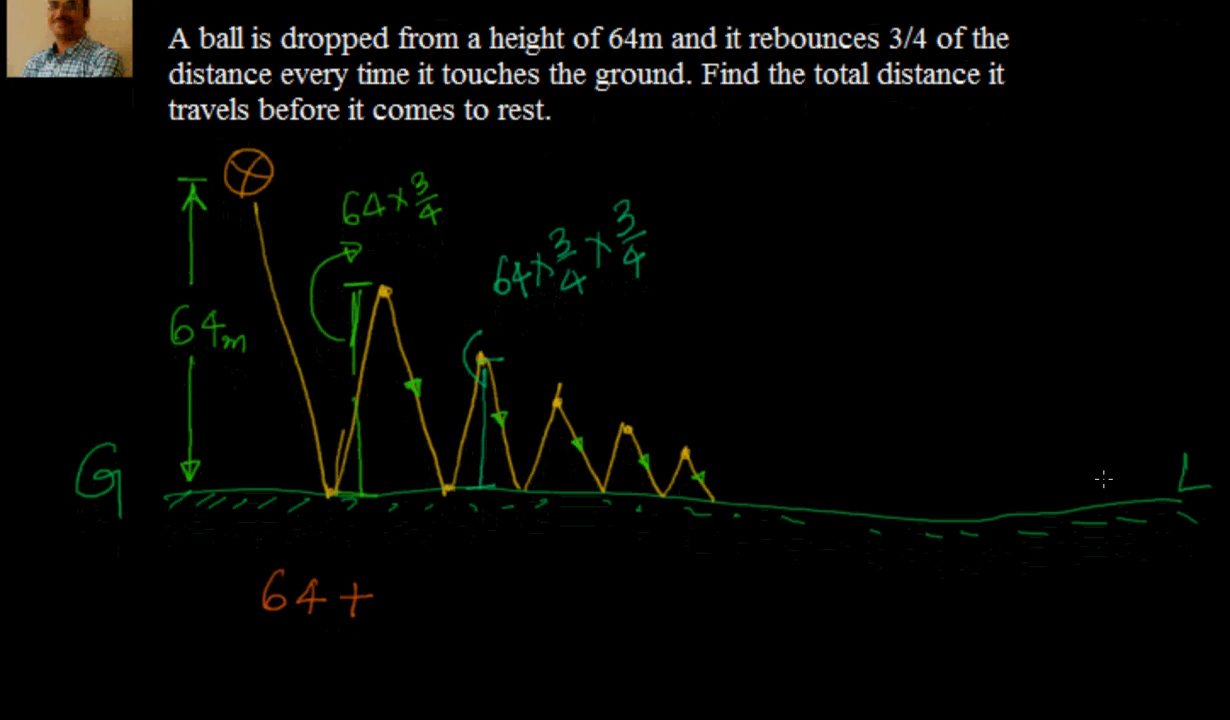 A ball is dropped from a height of 64m and it rebounces 3/4 of the
distance every time it touches the ground. Find the total distance it
travels before it comes to rest.
64 × 3/4
64 × 3/4 × 3/4
64m
G L
64 +